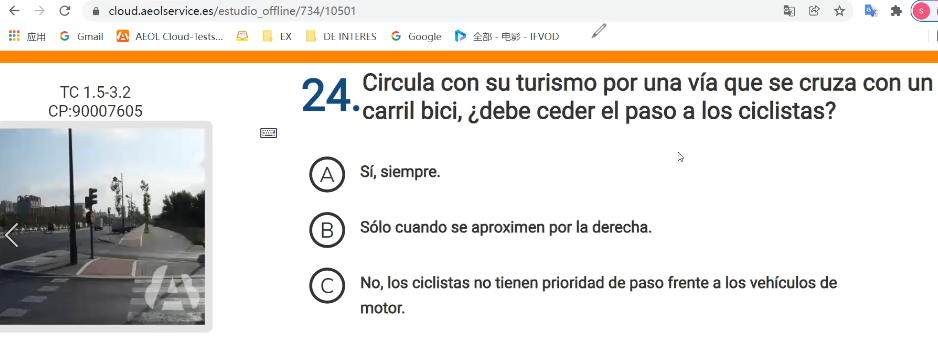 cloud.aeolservice.es/estudio_offline/734/10501
应用 Gmail AEOL Cloud- Tests... EX DE INTERES Google 全部 - 电影 - IFVOD
TC 1.5-3.2
CP:90007605
24. Circula con su turismo por una vía que se cruza con un
carril bici, ¿debe ceder el paso a los ciclistas?
A Sí, siempre.
B Sólo cuando se aproximen por la derecha.
C No, los ciclistas no tienen prioridad de paso frente a los vehículos de
motor.